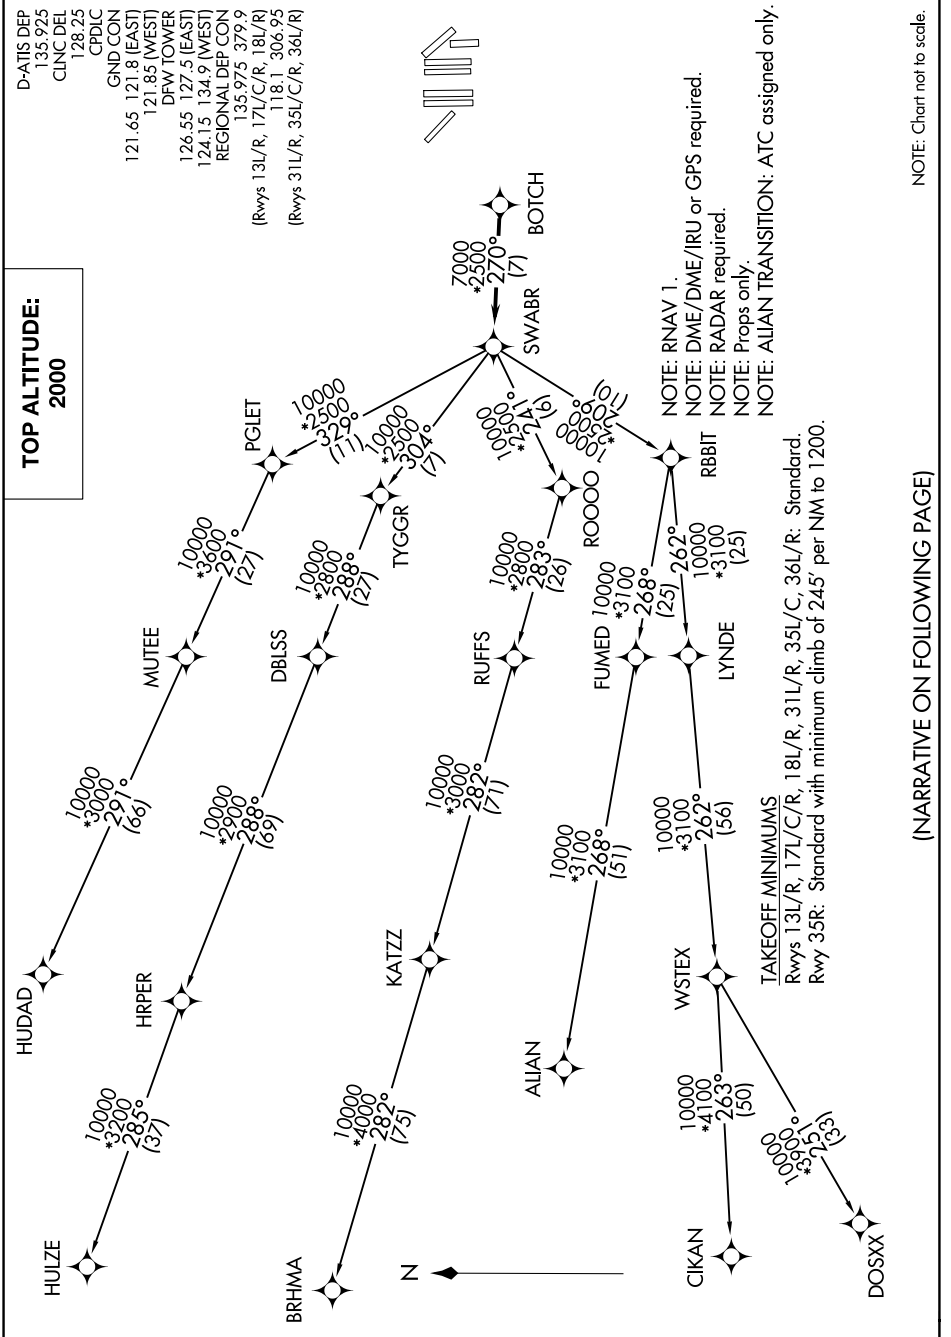 TOP ALTITUDE:
2000
D-ATIS DEP
135.925
CLNC DEL
128.25
CPDLC
GND CON
121.65 121.8 (EAST)
121.85 (WEST)
DFW TOWER
126.55 127.5 (EAST)
124.15 134.9 (WEST)
REGIONAL DEP CON
135.975 379.9
(Rwys 13L/R, 17L/C/R, 18L/R)
118.1 306.95
(Rwys 31L/R, 35L/C/R, 36L/R)
HUDAD
10000
*3000
291°
(66)
MUTEE
10000
*3600
291°
(27)
PGLET
10000
*2500
329°
(11)
HULZE
10000
*3200
285°
(37)
HRPER
10000
*2900
288°
(69)
DBLSS
10000
*2800
288°
(27)
TYGGR
10000
*2500
304°
(7)
BRHMA
10000
*4000
282°
(75)
KATZZ
10000
*3000
282°
(71)
RUFFS
10000
*2800
283°
(26)
ROOOO
10000
*2500
241°
(9)
SWABR
7000
*2500
270°
(7)
BOTCH
N
ALIAN
10000
*3100
268°
(51)
FUMED
10000
*3100
268°
(25)
RBBIT
10000
*2500
209°
(10)
CIKAN
10000
*4100
263°
(50)
WSTEX
10000
*3100
262°
(56)
LYNDE
262°
10000
*3100
(25)
DOSXX
10000
*3900
251°
(33)
NOTE: RNAV 1.
NOTE: DME/DME/IRU or GPS required.
NOTE: RADAR required.
NOTE: Props only.
NOTE: ALIAN TRANSITION: ATC assigned only.
TAKEOFF MINIMUMS
Rwys 13L/R, 17L/C/R, 18L/R, 31L/R, 35L/C, 36L/R: Standard.
Rwy 35R: Standard with minimum climb of 245' per NM to 1200.
(NARRATIVE ON FOLLOWING PAGE)
NOTE: Chart not to scale.